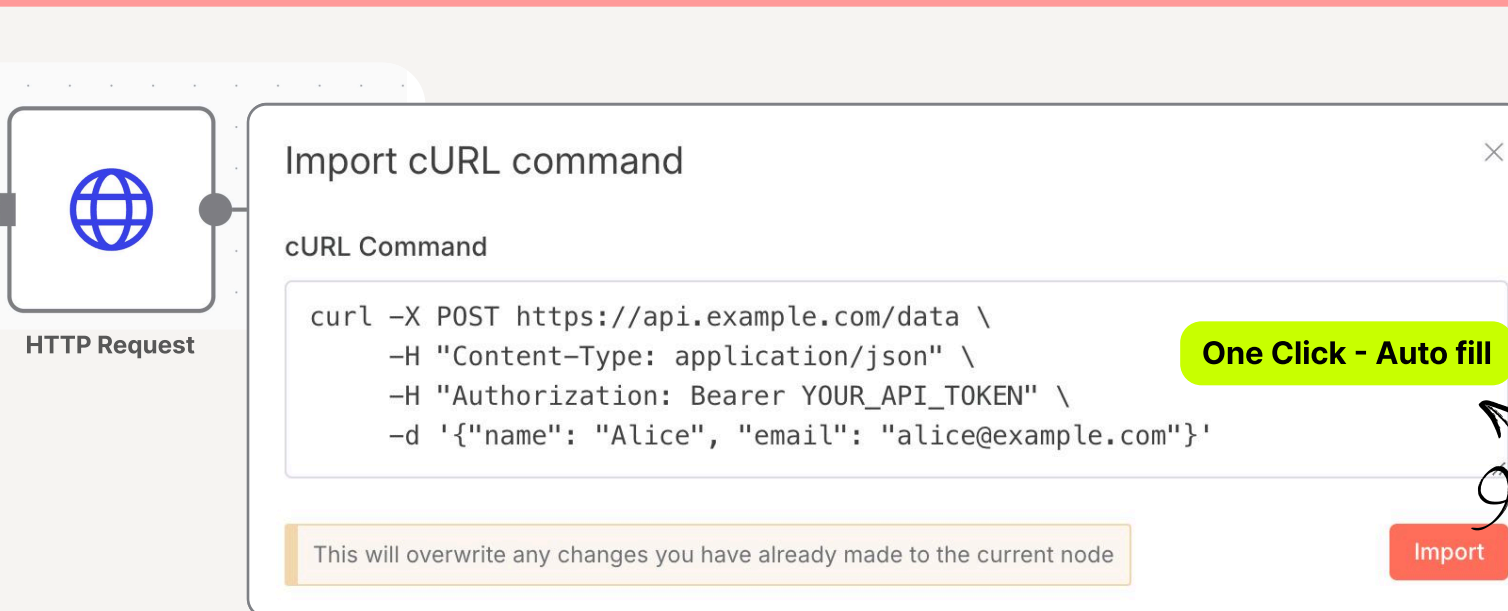 Import cURL command
cURL Command
curl -X POST https://api.example.com/data \
-H "Content-Type: application/json" \
-H "Authorization: Bearer YOUR_API_TOKEN" \
-d '{"name": "Alice", "email": "alice@example.com"}'
One Click - Auto fill
HTTP Request
This will overwrite any changes you have already made to the current node
Import